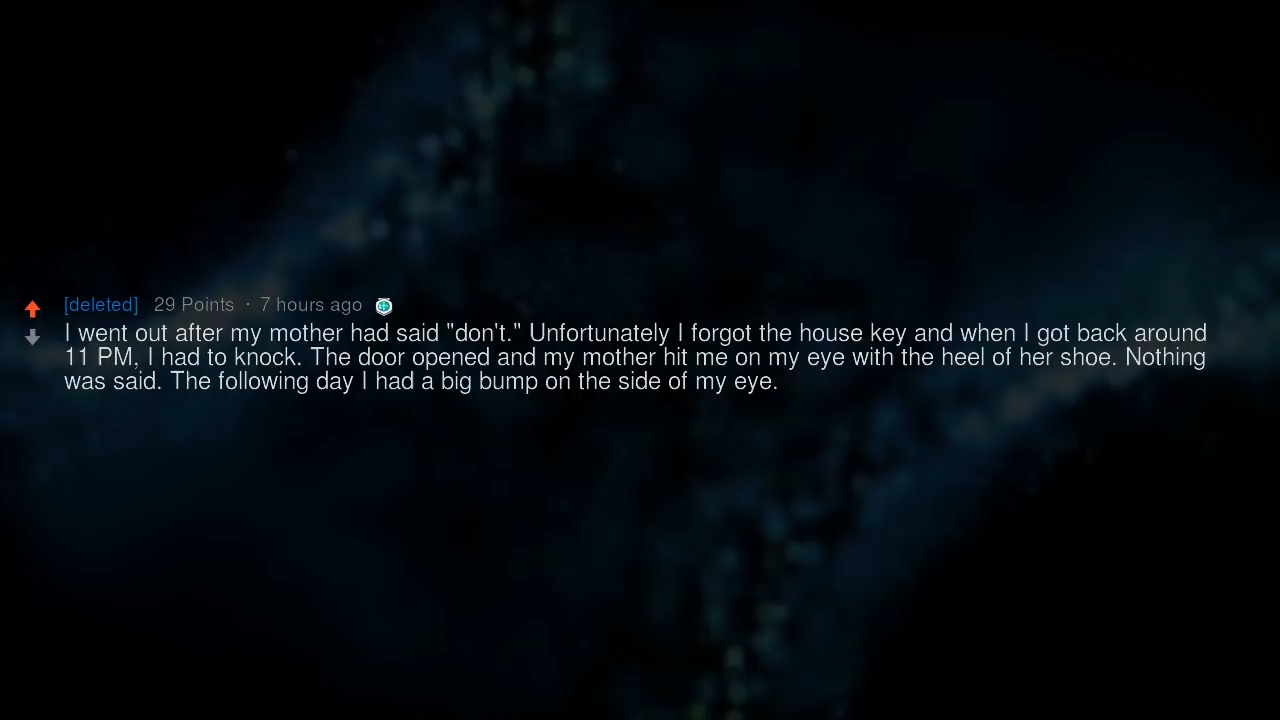 [deleted] 29 Points · 7 hours ago
I went out after my mother had said "don't." Unfortunately I forgot the house key and when I got back around
11 PM, I had to knock. The door opened and my mother hit me on my eye with the heel of her shoe. Nothing
was said. The following day I had a big bump on the side of my eye.